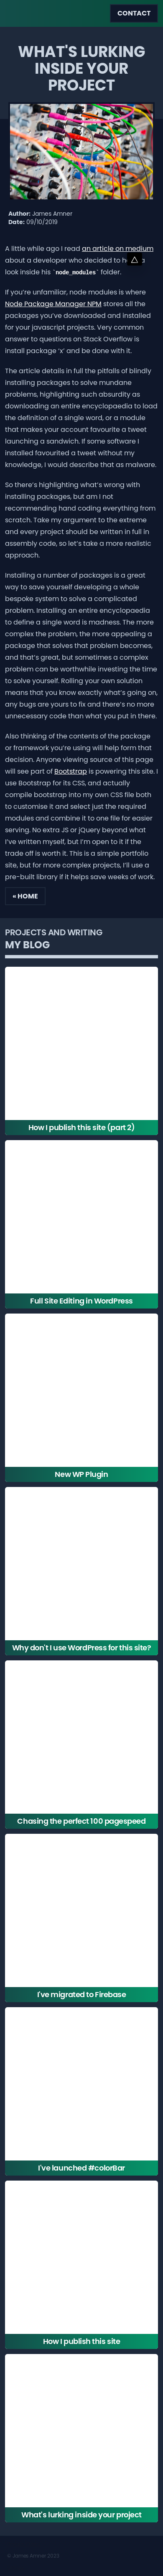 CONTACT
WHAT'S LURKING
INSIDE YOUR
PROJECT
Author: James Amner
Date: 09/10/2019
A little while ago I read an article on medium
about a developer who decided to h
look inside his `node_modules` folder.
If you're unfamiliar, node modules is where
Node Package Manager NPM stores all the
packages you've downloaded and installed
for your javascript projects. Very common
answer to questions on Stack Overflow is
install package 'x' and be done with it.
The article details in full the pitfalls of blindly
installing packages to solve mundane
problems, highlighting such absurdity as
downloading an entire encyclopaedia to load
the definition of a single word, or a module
that makes your account favourite a tweet
launching a sandwich. If some software I
installed favourited a tweet without my
knowledge, I would describe that as malware.
So there's highlighting what's wrong with
installing packages, but am I not
recommending hand coding everything from
scratch. Take my argument to the extreme
and every project should be written in full in
assembly code, so let's take a more realistic
approach.
Installing a number of packages is a great
way to save yourself developing a whole
bespoke system to solve a complicated
problem. Installing an entire encyclopaedia
to define a single word is madness. The more
complex the problem, the more appealing a
package that solves that problem becomes,
and that's great, but sometimes a complex
problem can be worthwhile investing the time
to solve yourself. Rolling your own solution
means that you know exactly what's going on,
any bugs are yours to fix and there's no more
unnecessary code than what you put in there.
Also thinking of the contents of the package
or framework you're using will help form that
decision. Anyone viewing source of this page
will see part of Bootstrap is powering this site. I
use Bootstrap for its CSS, and actually
compile bootstrap into my own CSS file both
to customise it and select just the required
modules and combine it to one file for easier
serving. No extra JS or jQuery beyond what
I've written myself, but I'm open to it if the
trade off is worth it. This is a simple portfolio
site, but for more complex projects, I'll use a
pre-built library if it helps save weeks of work.
« HOME
PROJECTS AND WRITING
MY BLOG
How I publish this site (part 2)
Full Site Editing in WordPress
New WP Plugin
Why don't I use WordPress for this site?
Chasing the perfect 100 pagespeed
I've migrated to Firebase
I've launched #colorBar
How I publish this site
What's lurking inside your project
© James Amner 2022